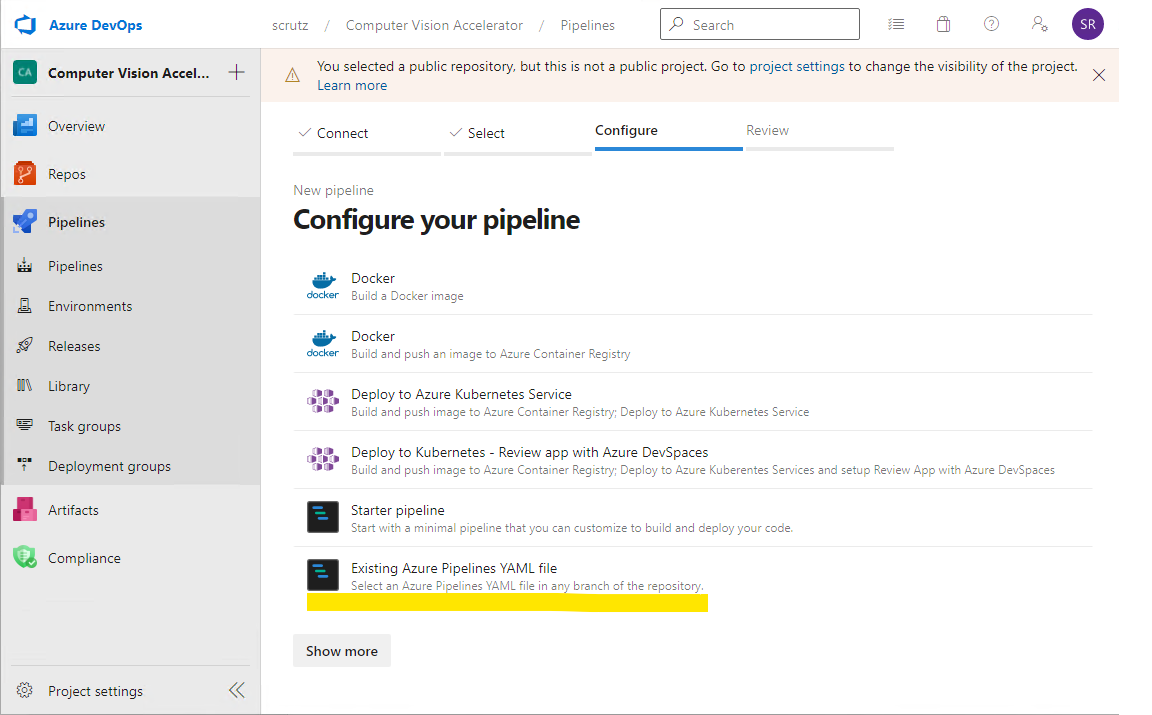 Azure DevOps
scrutz / Computer Vision Accelerator / Pipelines
Search
SR
CA Computer Vision Accel...
Overview
Repos
Pipelines
Pipelines
Environments
Releases
Library
Task groups
Deployment groups
Artifacts
Compliance
Project settings
You selected a public repository, but this is not a public project. Go to project settings to change the visibility of the project.
Learn more
Connect
Select
Configure
Review
New pipeline
Configure your pipeline
docker
Docker
Build a Docker image
docker
Docker
Build and push an image to Azure Container Registry
Deploy to Azure Kubernetes Service
Build and push image to Azure Container Registry; Deploy to Azure Kubernetes Service
Deploy to Kubernetes - Review app with Azure DevSpaces
Build and push image to Azure Container Registry; Deploy to Azure Kuberentes Services and setup Review App with Azure DevSpaces
Starter pipeline
Start with a minimal pipeline that you can customize to build and deploy your code.
Existing Azure Pipelines YAML file
Select an Azure Pipelines YAML file in any branch of the repository.
Show more